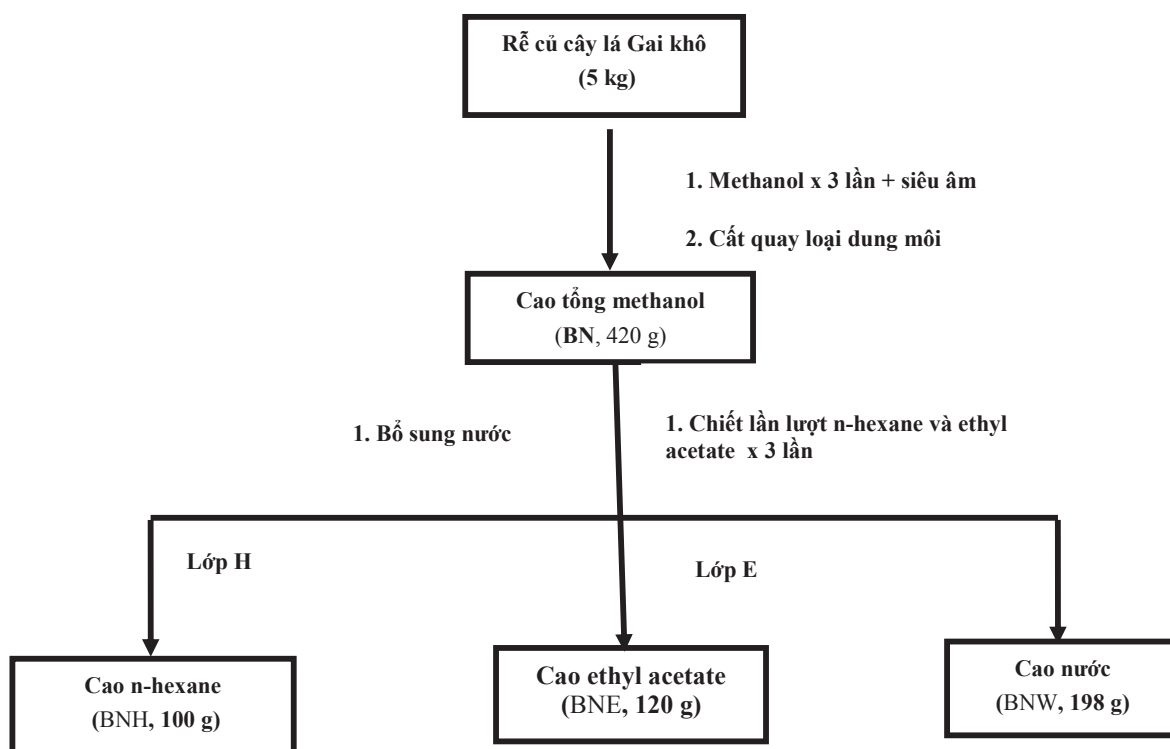 Rễ củ cây lá Gai khô
(5 kg)
1. Methanol x 3 lần + siêu âm
2. Cất quay loại dung môi
Cao tổng methanol
(BN, 420 g)
1. Bổ sung nước
1. Chiết lần lượt n-hexane và ethyl
acetate x 3 lần
Lớp H
Lớp E
Cao n-hexane
(BNH, 100 g)
Cao ethyl acetate
(BNE, 120 g)
Cao nước
(BNW, 198 g)